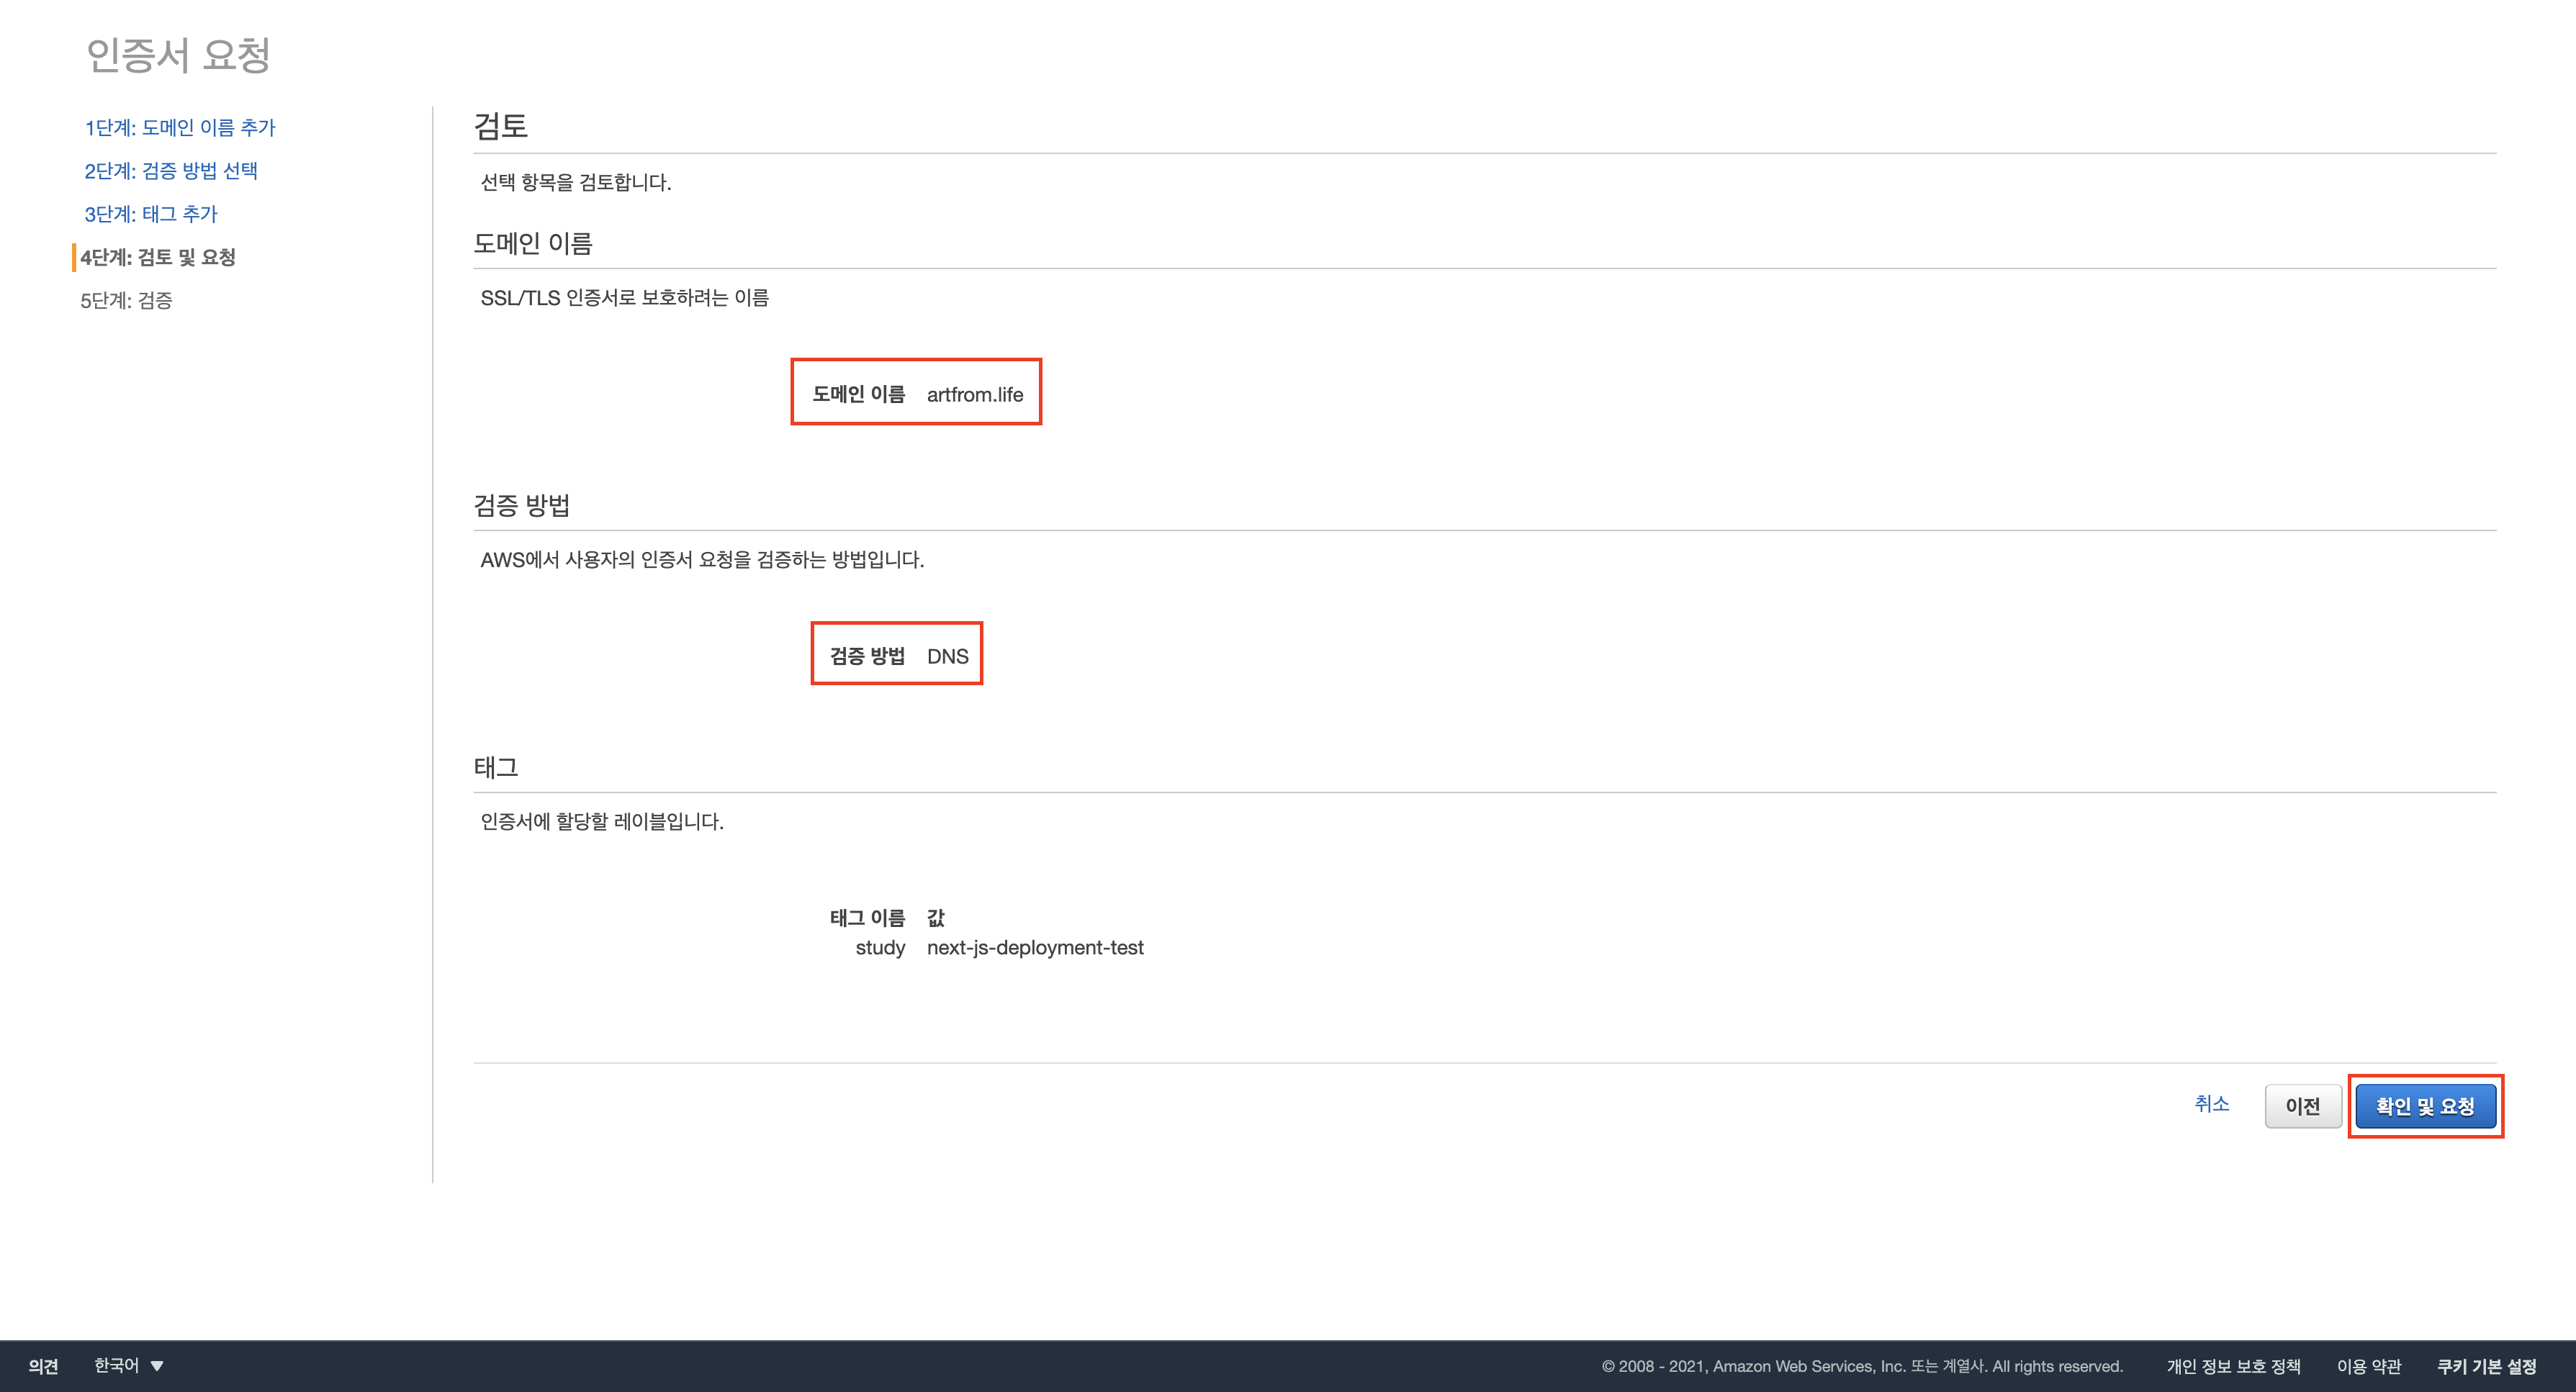 인증서 요청
1단계: 도메인 이름 추가
2단계: 검증 방법 선택
3단계: 태그 추가
4단계: 검토 및 요청
5단계: 검증
검토
선택 항목을 검토합니다.
도메인 이름
SSL/TLS 인증서로 보호하려는 이름
도메인 이름 artfrom.life
검증 방법
AWS에서 사용자의 인증서 요청을 검증하는 방법입니다.
검증 방법 DNS
태그
인증서에 할당할 레이블입니다.
태그 이름 값
study next-js-deployment-test
취소 이전 확인 및 요청
의견 한국어 © 2008 - 2021, Amazon Web Services, Inc. 또는 계열사. All rights reserved. 개인 정보 보호 정책 이용 약관 쿠키 기본 설정